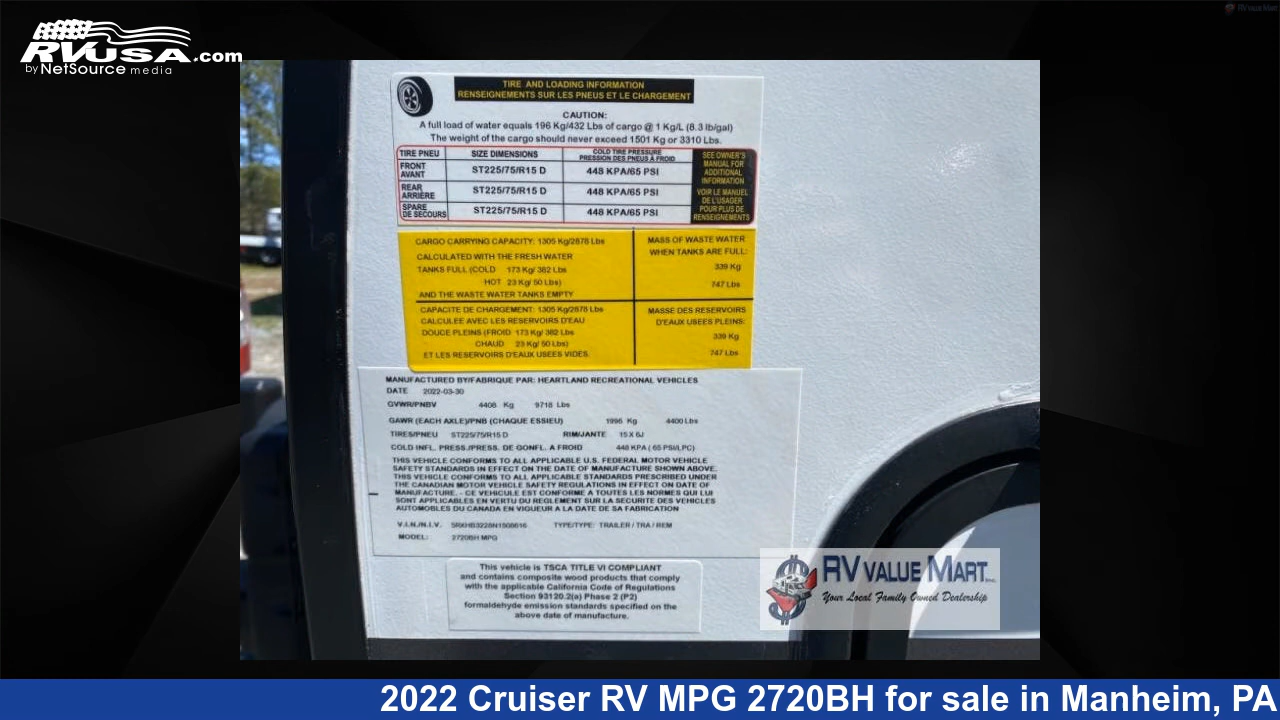 RVUSA.com
by NetSource media
RV Value Mart
TIRE AND LOADING INFORMATION
RENSEIGNEMENTS SUR LES PNEUS ET LE CHARGEMENT
CAUTION:
A full load of water equals 196 Kg/432 Lbs of cargo @ 1 Kg/L (8.3 lb/gal)
The weight of the cargo should never exceed 1501 Kg or 3310 Lbs.
TIRE PNEU SIZE DIMENSIONS COLD TIRE PRESSURE
PRESSION DES PNEUS À FROID
FRONT
AVANT ST225/75/R15 D 448 KPA/65 PSI
REAR
ARRIÈRE ST225/75/R15 D 448 KPA/65 PSI
SPARE
DE SECOURS ST225/75/R15 D 448 KPA/65 PSI
SEE OWNER'S
MANUAL FOR
ADDITIONAL
INFORMATION
VOIR LE MANUEL
DE L'USAGER
POUR PLUS DE
RENSEIGNEMENTS
CARGO CARRYING CAPACITY: 1305 Kg/2878 Lbs
CALCULATED WITH THE FRESH WATER
TANKS FULL (COLD 173 Kg/ 382 Lbs
HOT 23 Kg/ 50 Lbs)
AND THE WASTE WATER TANKS EMPTY
MASS OF WASTE WATER
WHEN TANKS ARE FULL:
339 Kg
747 Lbs
CAPACITE DE CHARGEMENT: 1305 Kg/2878 Lbs
CALCULEE AVEC LES RESERVOIRS D'EAU
DOUCE PLEINS (FROID 173 Kg/ 382 Lbs
CHAUD 23 Kg/ 50 Lbs)
ET LES RESERVOIRS D'EAUX USEES VIDES.
MASSE DES RESERVOIRS
D'EAUX USEES PLEINS:
339 Kg
747 Lbs
MANUFACTURED BY/FABRIQUE PAR: HEARTLAND RECREATIONAL VEHICLES
DATE 2022-03-30
GVWR/PNBV 4408 Kg 9718 Lbs
GAWR (EACH AXLE)/PNB (CHAQUE ESSIEU) 1996 Kg 4400 Lbs
TIRES/PNEU ST225/75/R15 D RIM/JANTE 15 X 6J
COLD INFL. PRESS./PRESS. DE GONFL. A FROID 448 KPA ( 65 PSI/LPC)
THIS VEHICLE CONFORMS TO ALL APPLICABLE U.S. FEDERAL MOTOR VEHICLE
SAFETY STANDARDS IN EFFECT ON THE DATE OF MANUFACTURE SHOWN ABOVE.
THIS VEHICLE CONFORMS TO ALL APPLICABLE STANDARDS PRESCRIBED UNDER
THE CANADIAN MOTOR VEHICLE SAFETY REGULATIONS IN EFFECT ON DATE OF
MANUFACTURE. - CE VEHICULE EST CONFORME A TOUTES LES NORMES QUI LUI
SONT APPLICABLES EN VERTU DU REGLEMENT SUR LA SECURITE DES VEHICLES
AUTOMOBILES DU CANADA EN VIGUEUR A LA DATE DE SA FABRICATION
V.I.N./N.I.V. TYPE/TYPE: TRAILER / TRA / REM
MODEL: 2720BH MPG
This vehicle is TSCA TITLE VI COMPLIANT
and contains composite wood products that comply
with the applicable California Code of Regulations
Section 93120.2(a) Phase 2 (P2)
formaldehyde emission standards specified on the
above date of manufacture.
RV VALUE MART Inc.
Your Local Family Owned Dealership
2022 Cruiser RV MPG 2720BH for sale in Manheim, PA